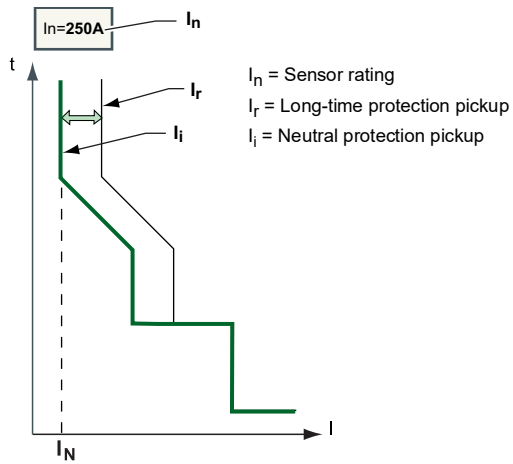 In=250A
In
t
Ir
Ii
In = Sensor rating
Ir = Long-time protection pickup
Ii = Neutral protection pickup
I
IN